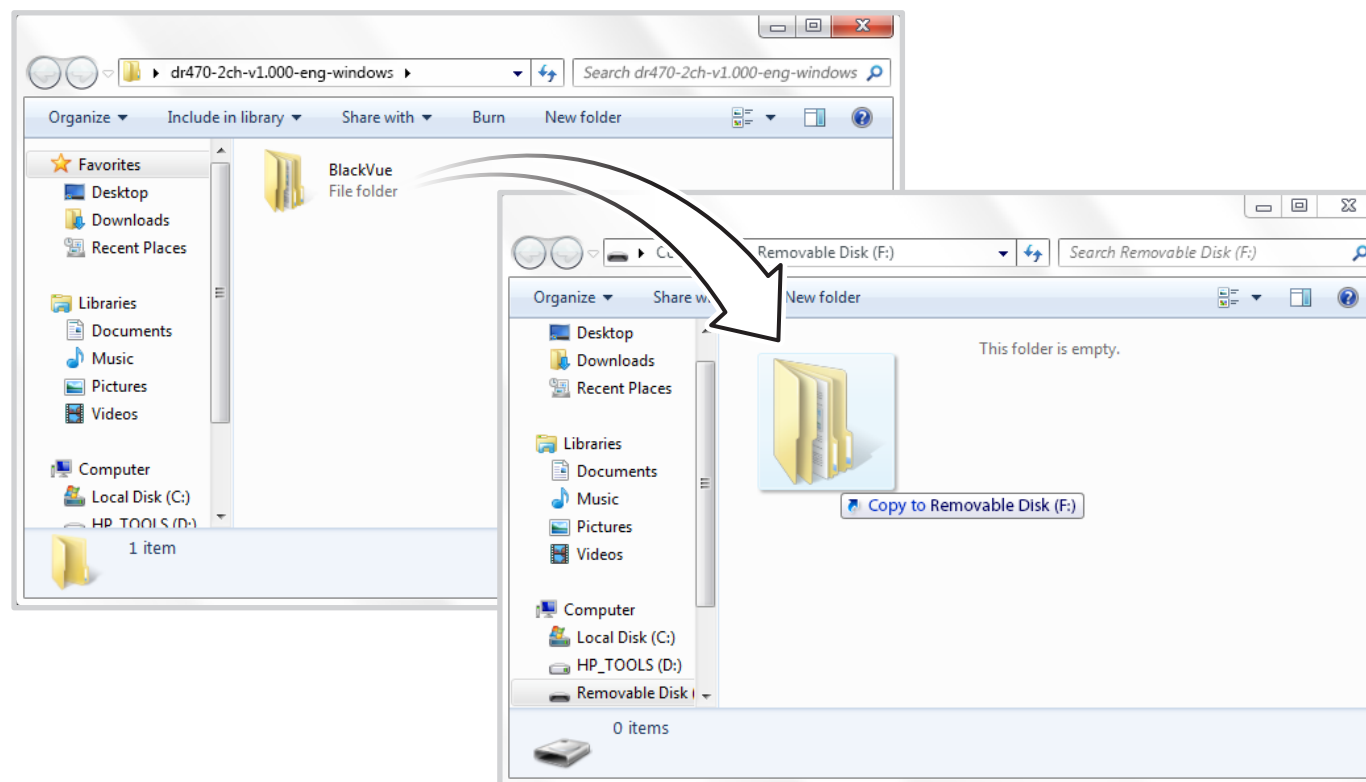 dr470-2ch-v1.000-eng-windows
Search dr470-2ch-v1.000-eng-windows
Organize Include in library Share with Burn New folder
Favorites
Desktop
Downloads
Recent Places
Libraries
Documents
Music
Pictures
Videos
Computer
Local Disk (C:)
HP_TOOLS (D:)
BlackVue
File folder
1 item
Removable Disk (F:)
Search Removable Disk (F:)
Organize Share New folder
Desktop
Downloads
Recent Places
Libraries
Documents
Music
Pictures
Videos
Computer
Local Disk (C:)
HP_TOOLS (D:)
Removable Disk (
This folder is empty.
Copy to Removable Disk (F:)
0 items